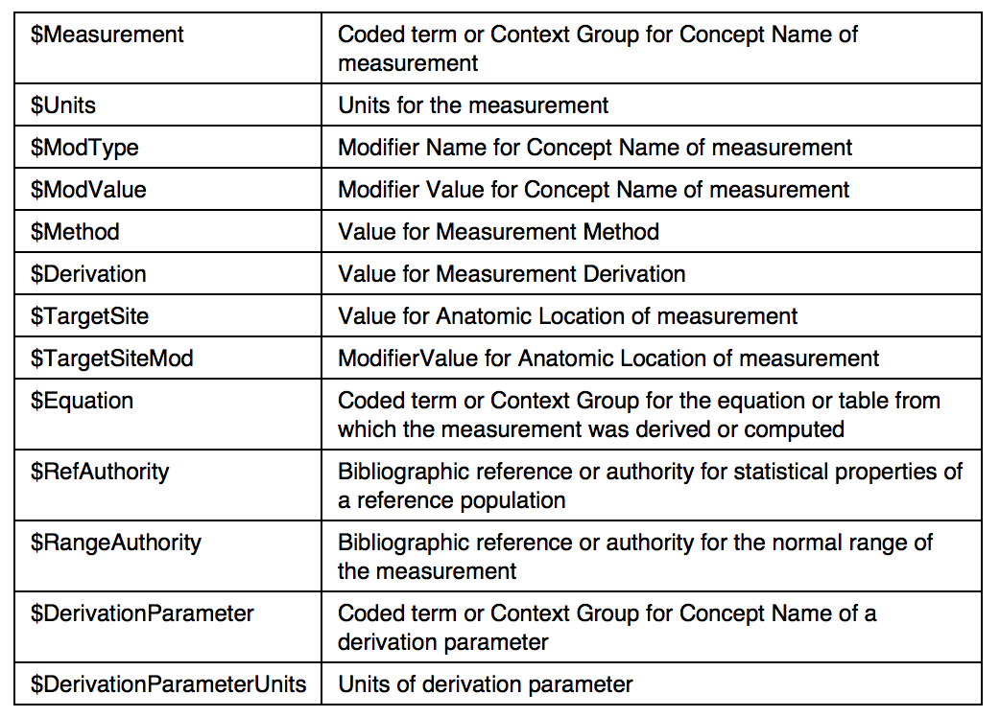 $Measurement
Coded term or Context Group for Concept Name of
measurement
$Units
Units for the measurement
$ModType
Modifier Name for Concept Name of measurement
$ModValue
Modifier Value for Concept Name of measurement
$Method
Value for Measurement Method
$Derivation
Value for Measurement Derivation
$TargetSite
Value for Anatomic Location of measurement
$TargetSiteMod
ModifierValue for Anatomic Location of measurement
$Equation
Coded term or Context Group for the equation or table from
which the measurement was derived or computed
$RefAuthority
Bibliographic reference or authority for statistical properties of
a reference population
$RangeAuthority
Bibliographic reference or authority for the normal range of
the measurement
$DerivationParameter
Coded term or Context Group for Concept Name of a
derivation parameter
$DerivationParameterUnits
Units of derivation parameter